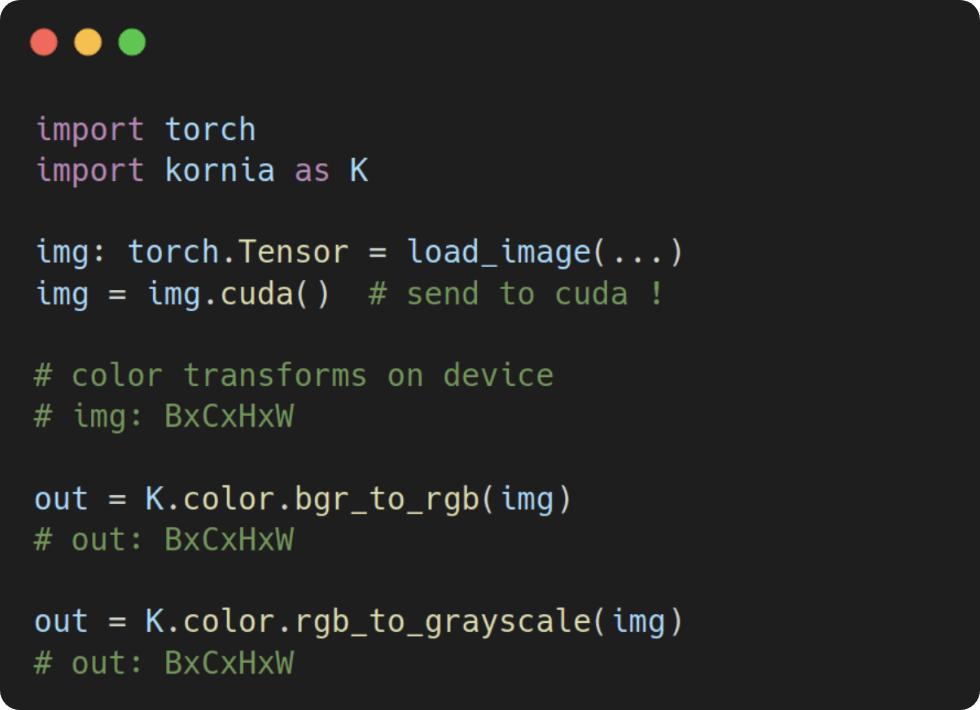 import torch
import kornia as K
img: torch.Tensor = load_image(...)
img = img.cuda()  # send to cuda !
# color transforms on device
# img: BxCxHxW
out = K.color.bgr_to_rgb(img)
# out: BxCxHxW
out = K.color.rgb_to_grayscale(img)
# out: BxCxHxW